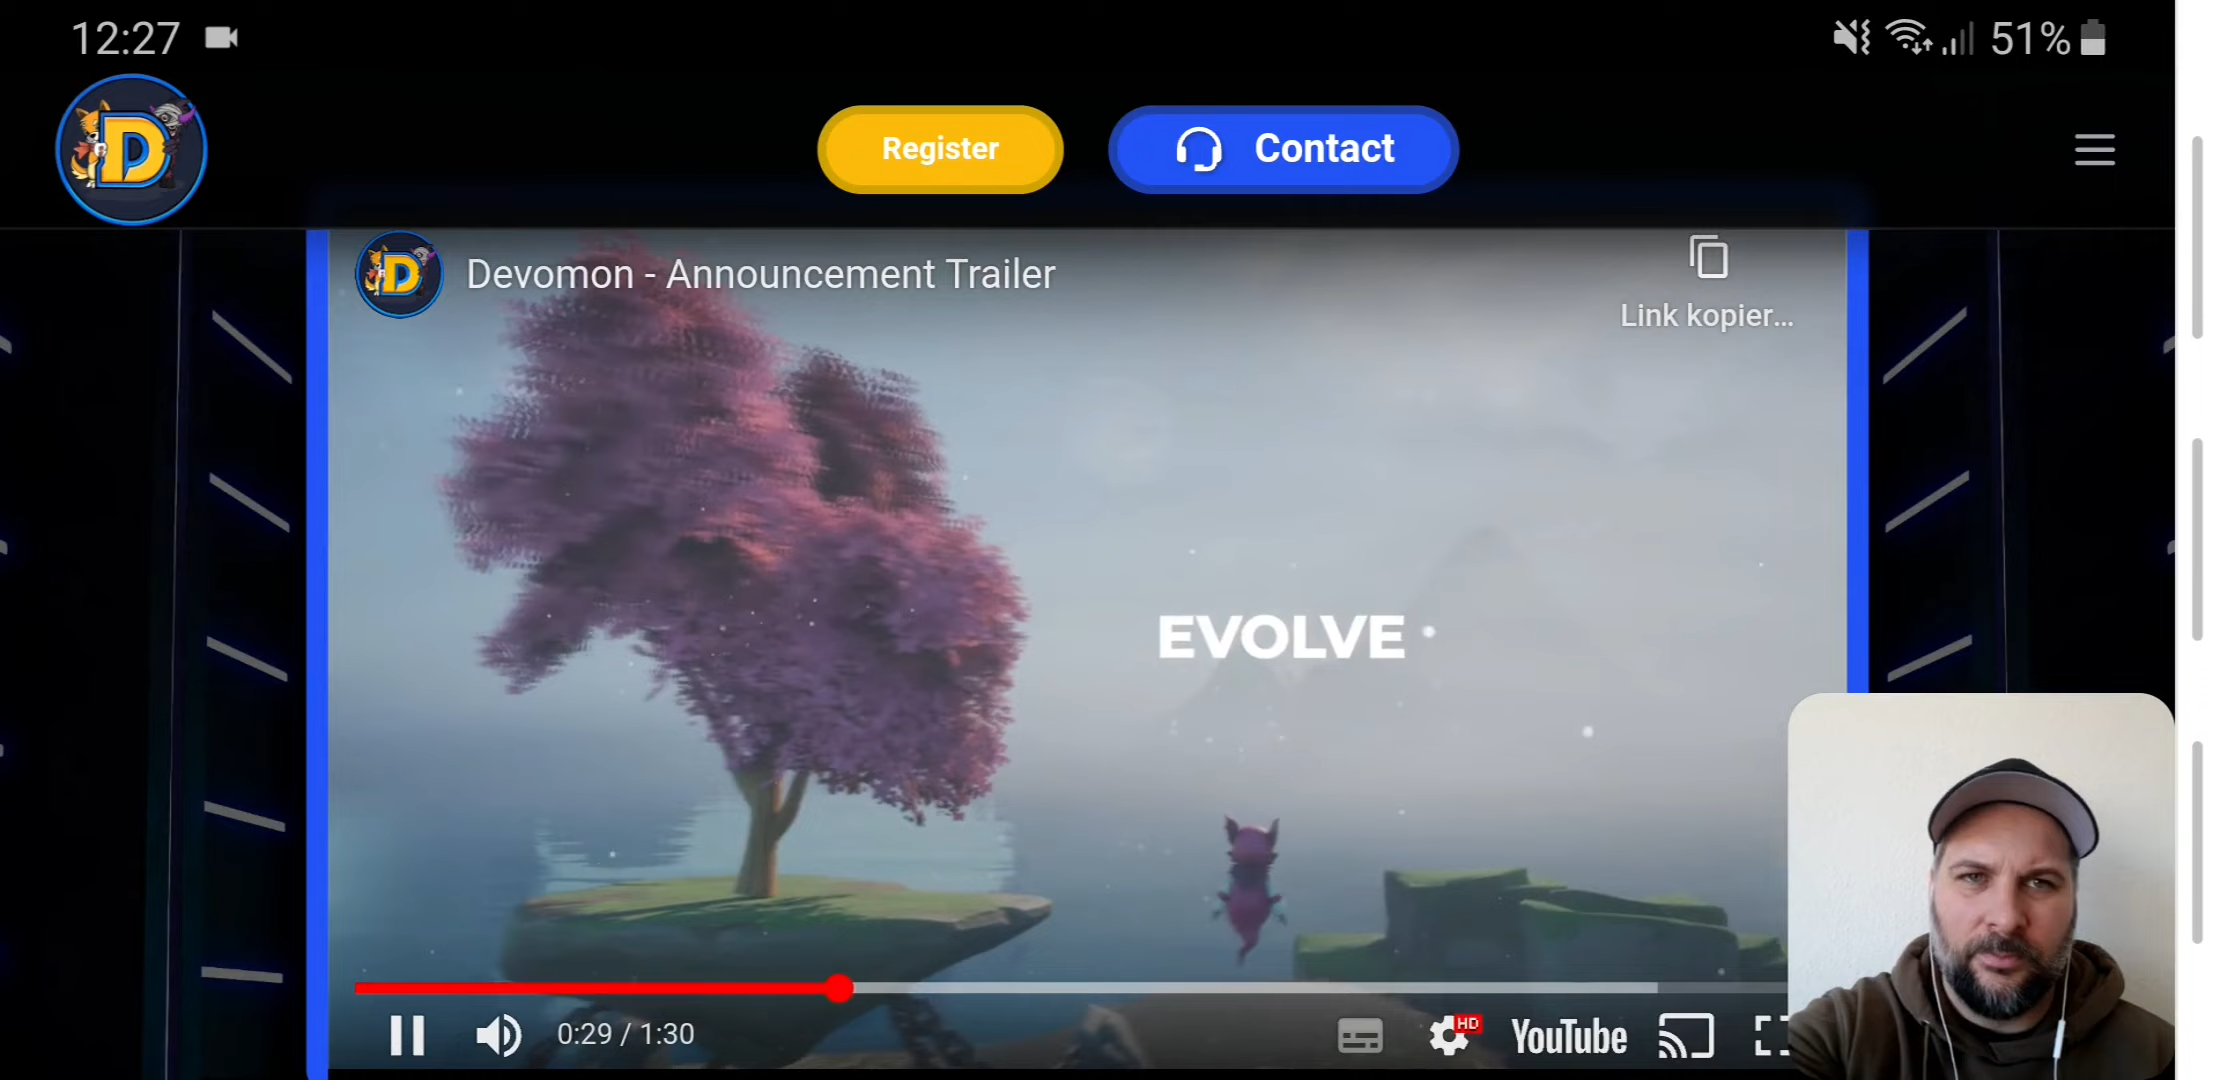 12:27
51%
D
Register
Contact
D
Devomon - Announcement Trailer
Link kopier...
EVOLVE
0:29 / 1:30
HD
YouTube